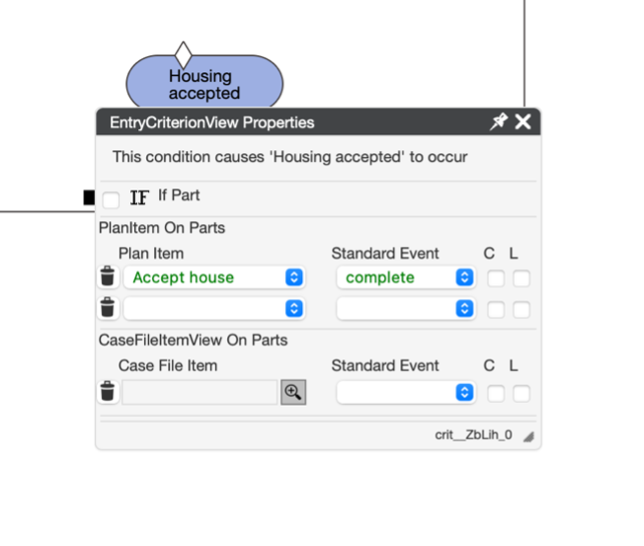 Housing
accepted
EntryCriterionView Properties
This condition causes 'Housing accepted' to occur
IF If Part
PlanItem On Parts
Plan Item Standard Event C L
Accept house complete
CaseFileItemView On Parts
Case File Item Standard Event C L
crit__ZbLih_0